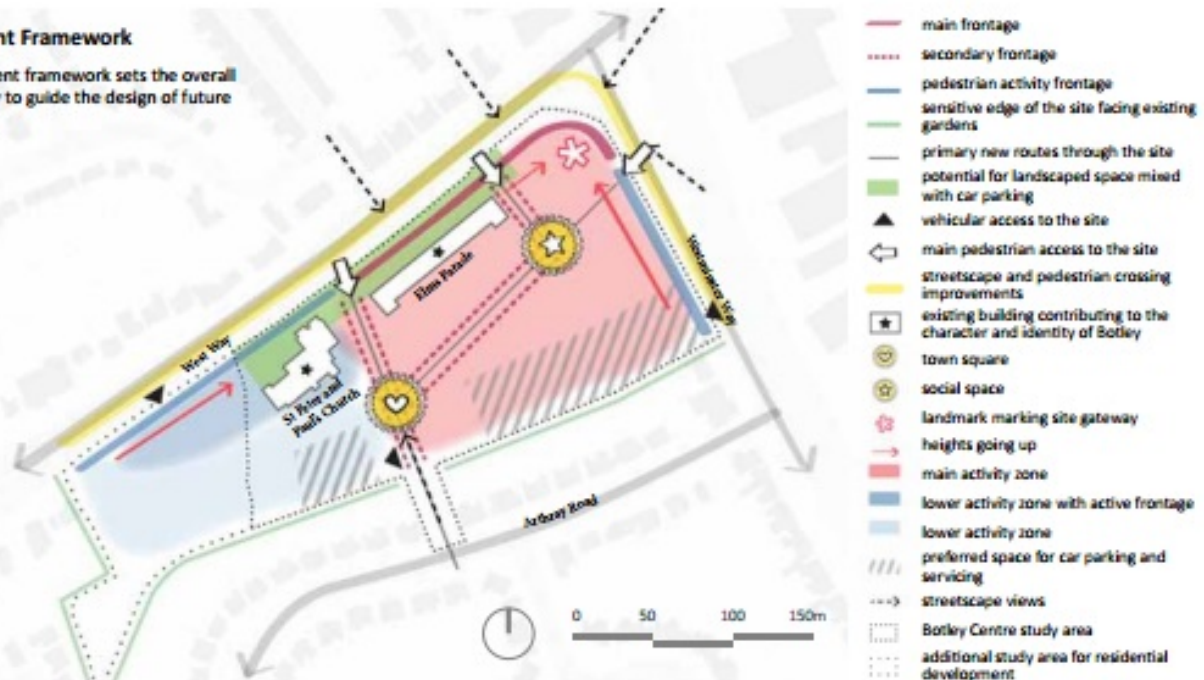 nt Framework
ent framework sets the overall
y to guide the design of future
West Way
St Peter and
Paul's Church
Elms Parade
Westminster Way
Arthray Road
0 50 100 150m
main frontage
secondary frontage
pedestrian activity frontage
sensitive edge of the site facing existing
gardens
primary new routes through the site
potential for landscaped space mixed
with car parking
vehicular access to the site
main pedestrian access to the site
streetscape and pedestrian crossing
improvements
existing building contributing to the
character and identity of Botley
town square
social space
landmark marking site gateway
heights going up
main activity zone
lower activity zone with active frontage
lower activity zone
preferred space for car parking and
servicing
streetscape views
Botley Centre study area
additional study area for residential
development